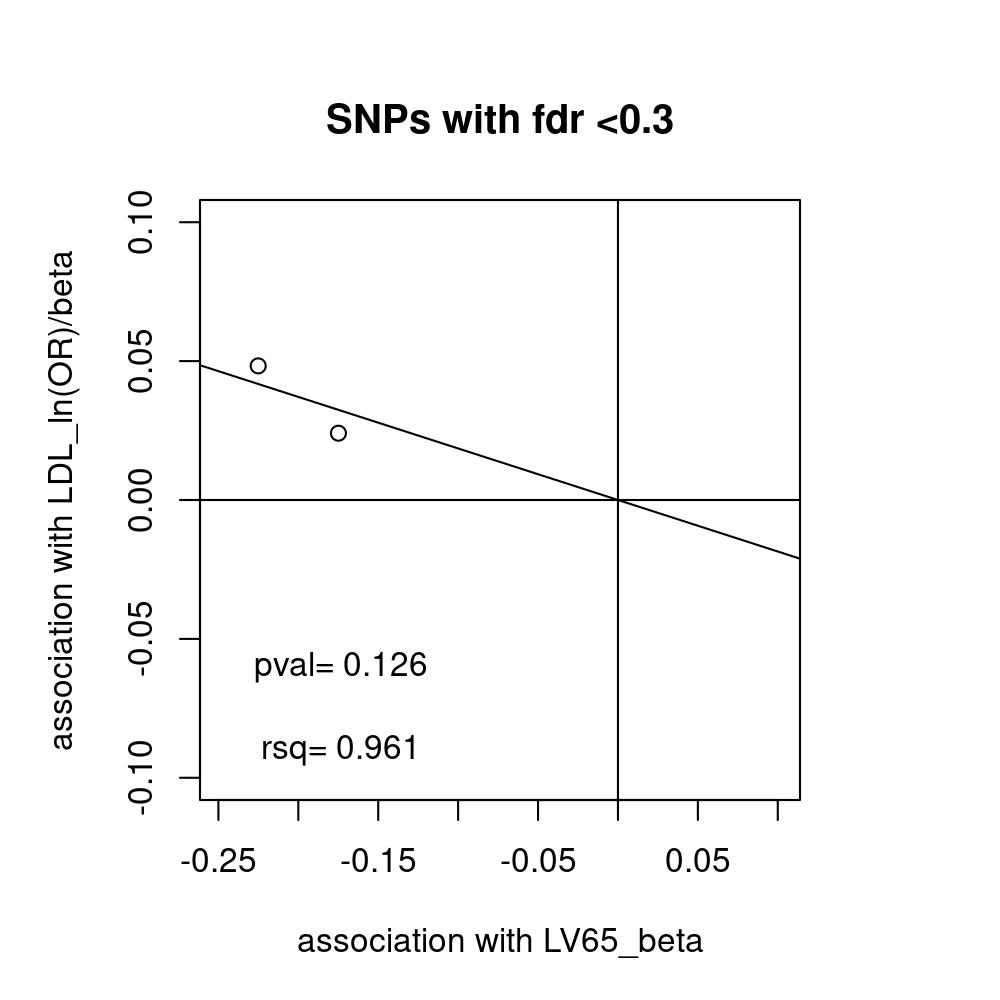 SNPs with fdr <0.3
association with LDL_ln(OR)/beta
0.10
0.05
0.00
-0.05
-0.10
pval= 0.126
rsq= 0.961
-0.25 -0.15 -0.05 0.05
association with LV65_beta